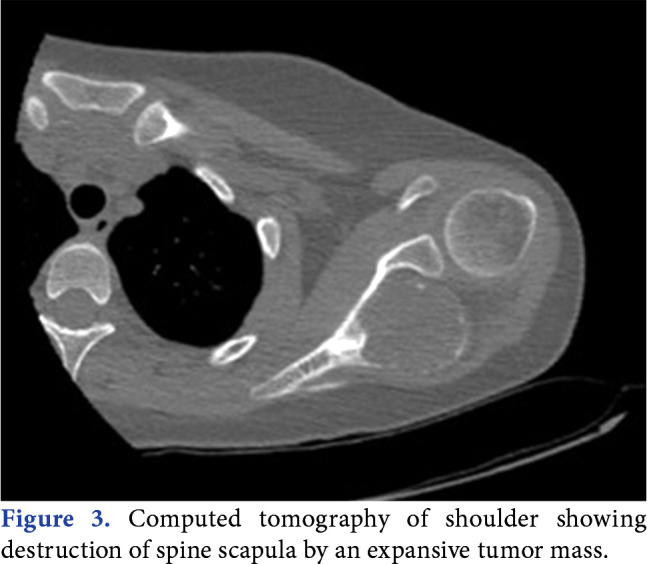 Figure 3. Computed tomography of shoulder showing
destruction of spine scapula by an expansive tumor mass.